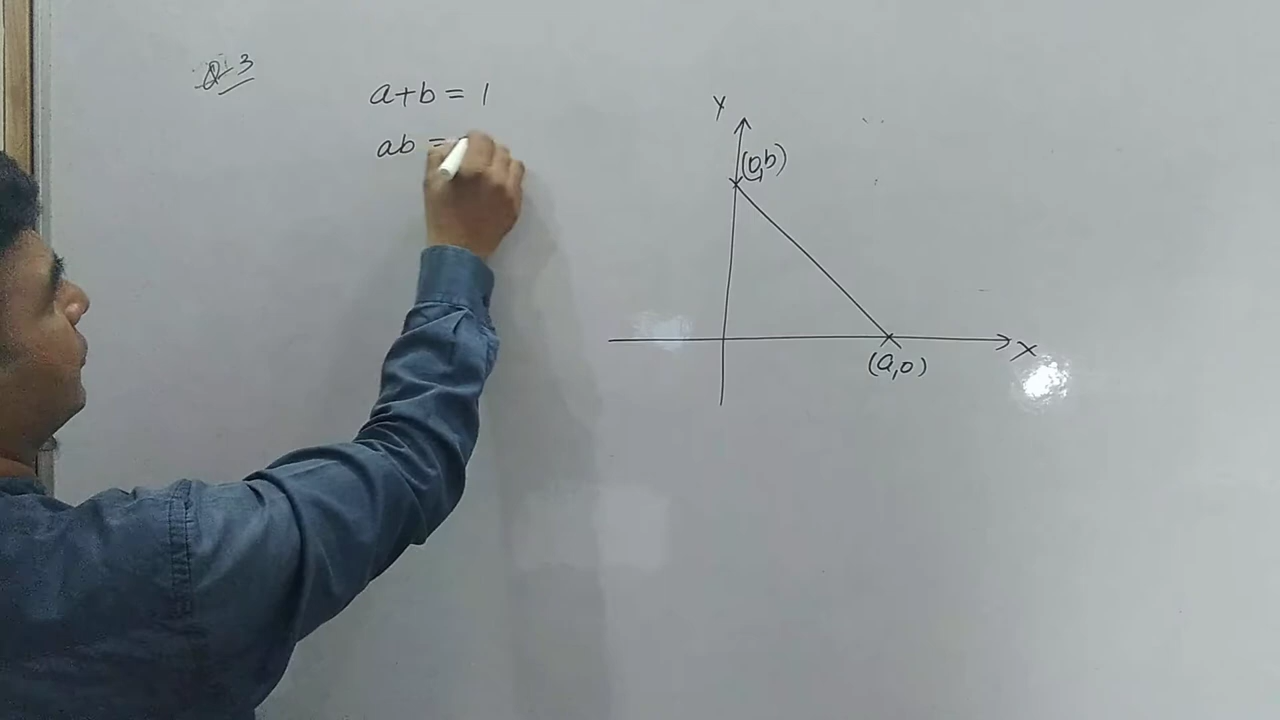 Q-3
a+b = 1
ab =
Y
(0,b)
X
(a,0)